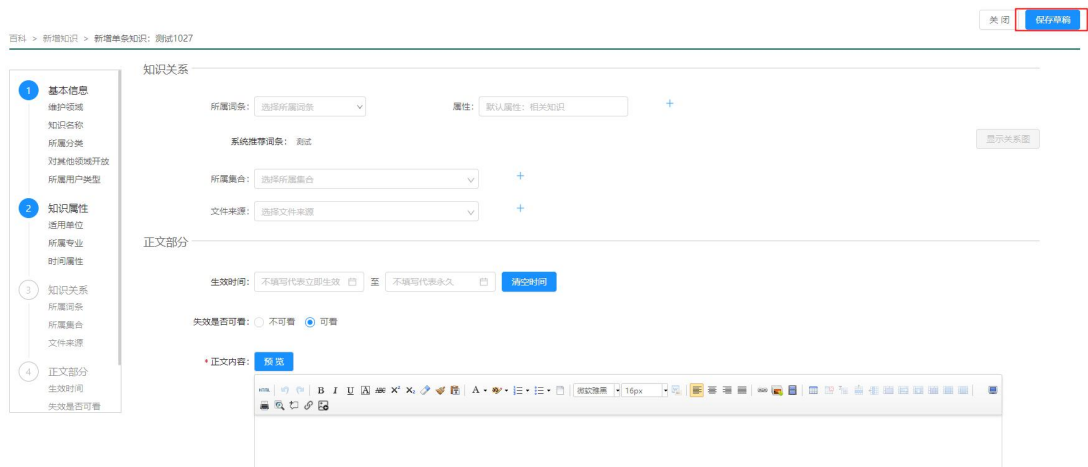 关 闭 保存草稿
百科 > 新增知识 > 新增单条知识：测试1027
1 基本信息
维护领域
知识名称
所属分类
对其他领域开放
所属用户类型
2 知识属性
适用单位
所属专业
时间属性
3 知识关系
所属词条
所属集合
文件来源
4 正文部分
生效时间
失效是否可看
知识关系
所属词条： 选择所属词条 属性： 默认属性：相关知识 +
系统推荐词条： 测试
显示关系图
所属集合： 选择所属集合 +
文件来源： 选择文件来源 +
正文部分
生效时间： 不填写代表立即生效 至 不填写代表永久 清空时间
失效是否可看： 不可看 可看
* 正文内容： 预 览
HTML B I U A ABC X² X₂ A 微软雅黑 16px